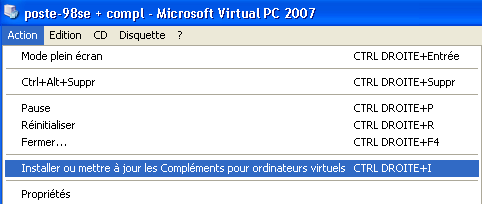 poste-98se + compl - Microsoft Virtual PC 2007
Action Edition CD Disquette ?
Mode plein écran CTRL DROITE+Entrée
Ctrl+Alt+Suppr CTRL DROITE+Suppr
Pause CTRL DROITE+P
Réinitialiser CTRL DROITE+R
Fermer... CTRL DROITE+F4
Installer ou mettre à jour les Compléments pour ordinateurs virtuels CTRL DROITE+I
Propriétés